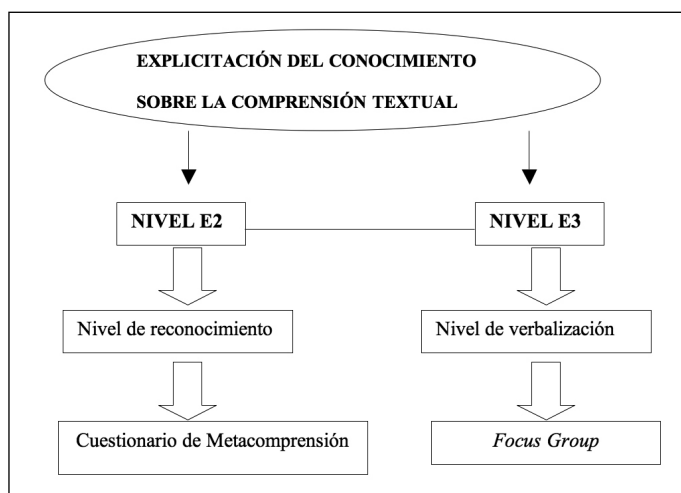 EXPLICITACIÓN DEL CONOCIMIENTO
SOBRE LA COMPRENSIÓN TEXTUAL
NIVEL E2
NIVEL E3
Nivel de reconocimiento
Nivel de verbalización
Cuestionario de Metacomprensión
Focus Group